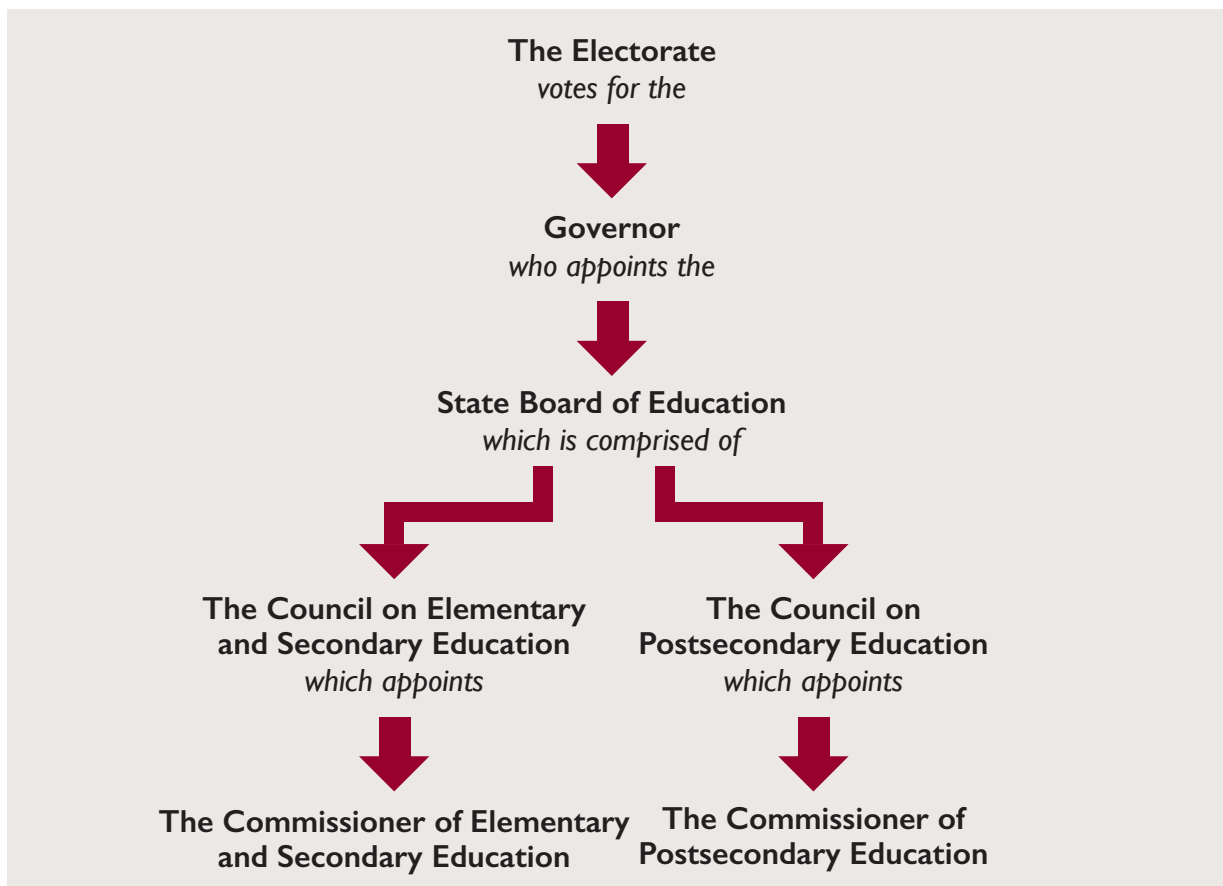 The Electorate
votes for the
Governor
who appoints the
State Board of Education
which is comprised of
The Council on Elementary
and Secondary Education
which appoints
The Council on
Postsecondary Education
which appoints
The Commissioner of Elementary
and Secondary Education
The Commissioner of
Postsecondary Education